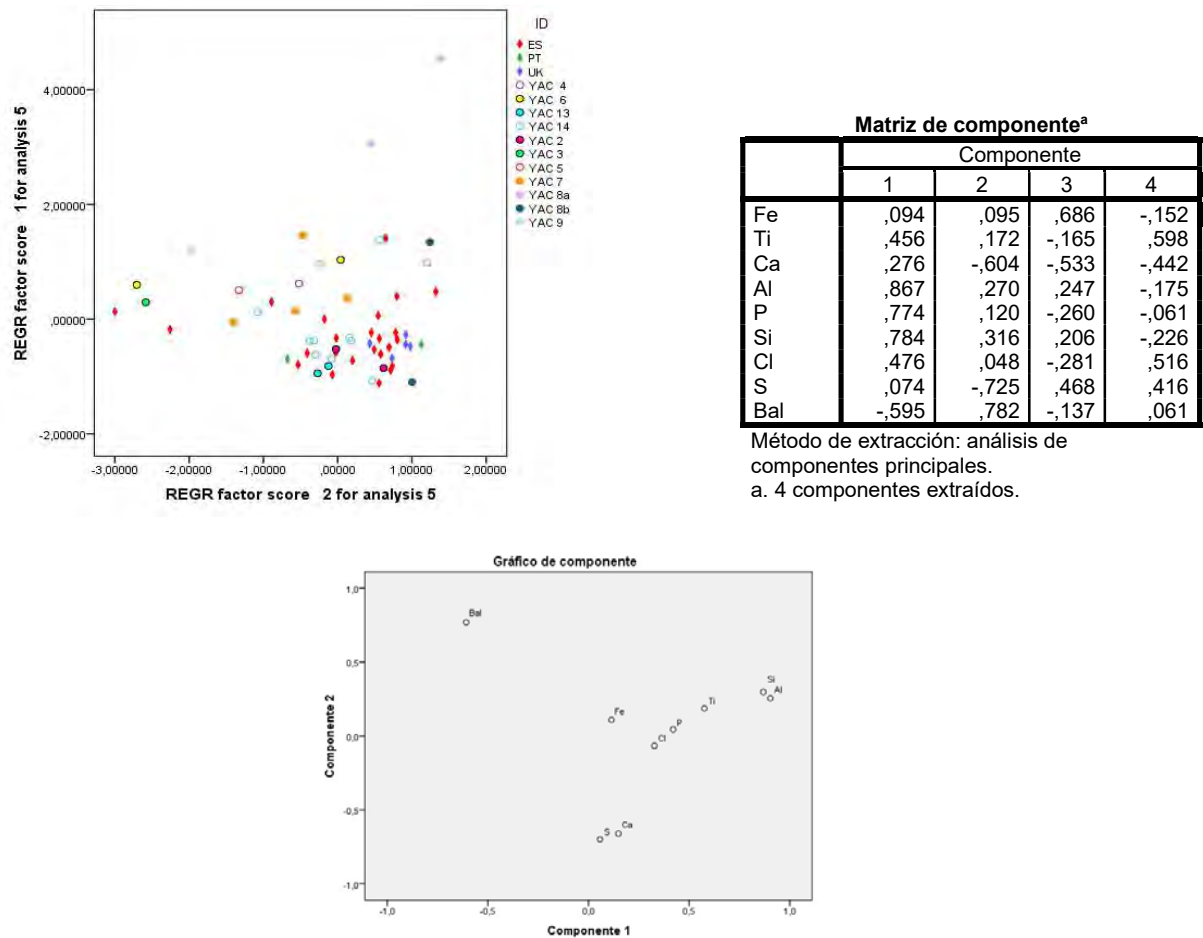 ID
ES
PT
UK
YAC 4
YAC 6
YAC 13
YAC 14
YAC 2
YAC 3
YAC 5
YAC 7
YAC 8a
YAC 8b
YAC 9
REGR factor score 1 for analysis 5
4,00000
2,00000
,00000
-2,00000
-3,00000 -2,00000 -1,00000 ,00000 1,00000 2,00000
REGR factor score 2 for analysis 5
Matriz de componenteª
Componente
1 2 3 4
Fe ,094 ,095 ,686 -,152
Ti ,456 ,172 -,165 ,598
Ca ,276 -,604 -,533 -,442
Al ,867 ,270 ,247 -,175
P ,774 ,120 -,260 -,061
Si ,784 ,316 ,206 -,226
Cl ,476 ,048 -,281 ,516
S ,074 -,725 ,468 ,416
Bal -,595 ,782 -,137 ,061
Método de extracción: análisis de
componentes principales.
a. 4 componentes extraídos.
Gráfico de componente
Componente 2
1,0
0,5
0,0
-0,5
-1,0
Bal
Si
Al
Ti
Fe
P
Cl
Ca
S
-1,0 -0,5 0,0 0,5 1,0
Componente 1